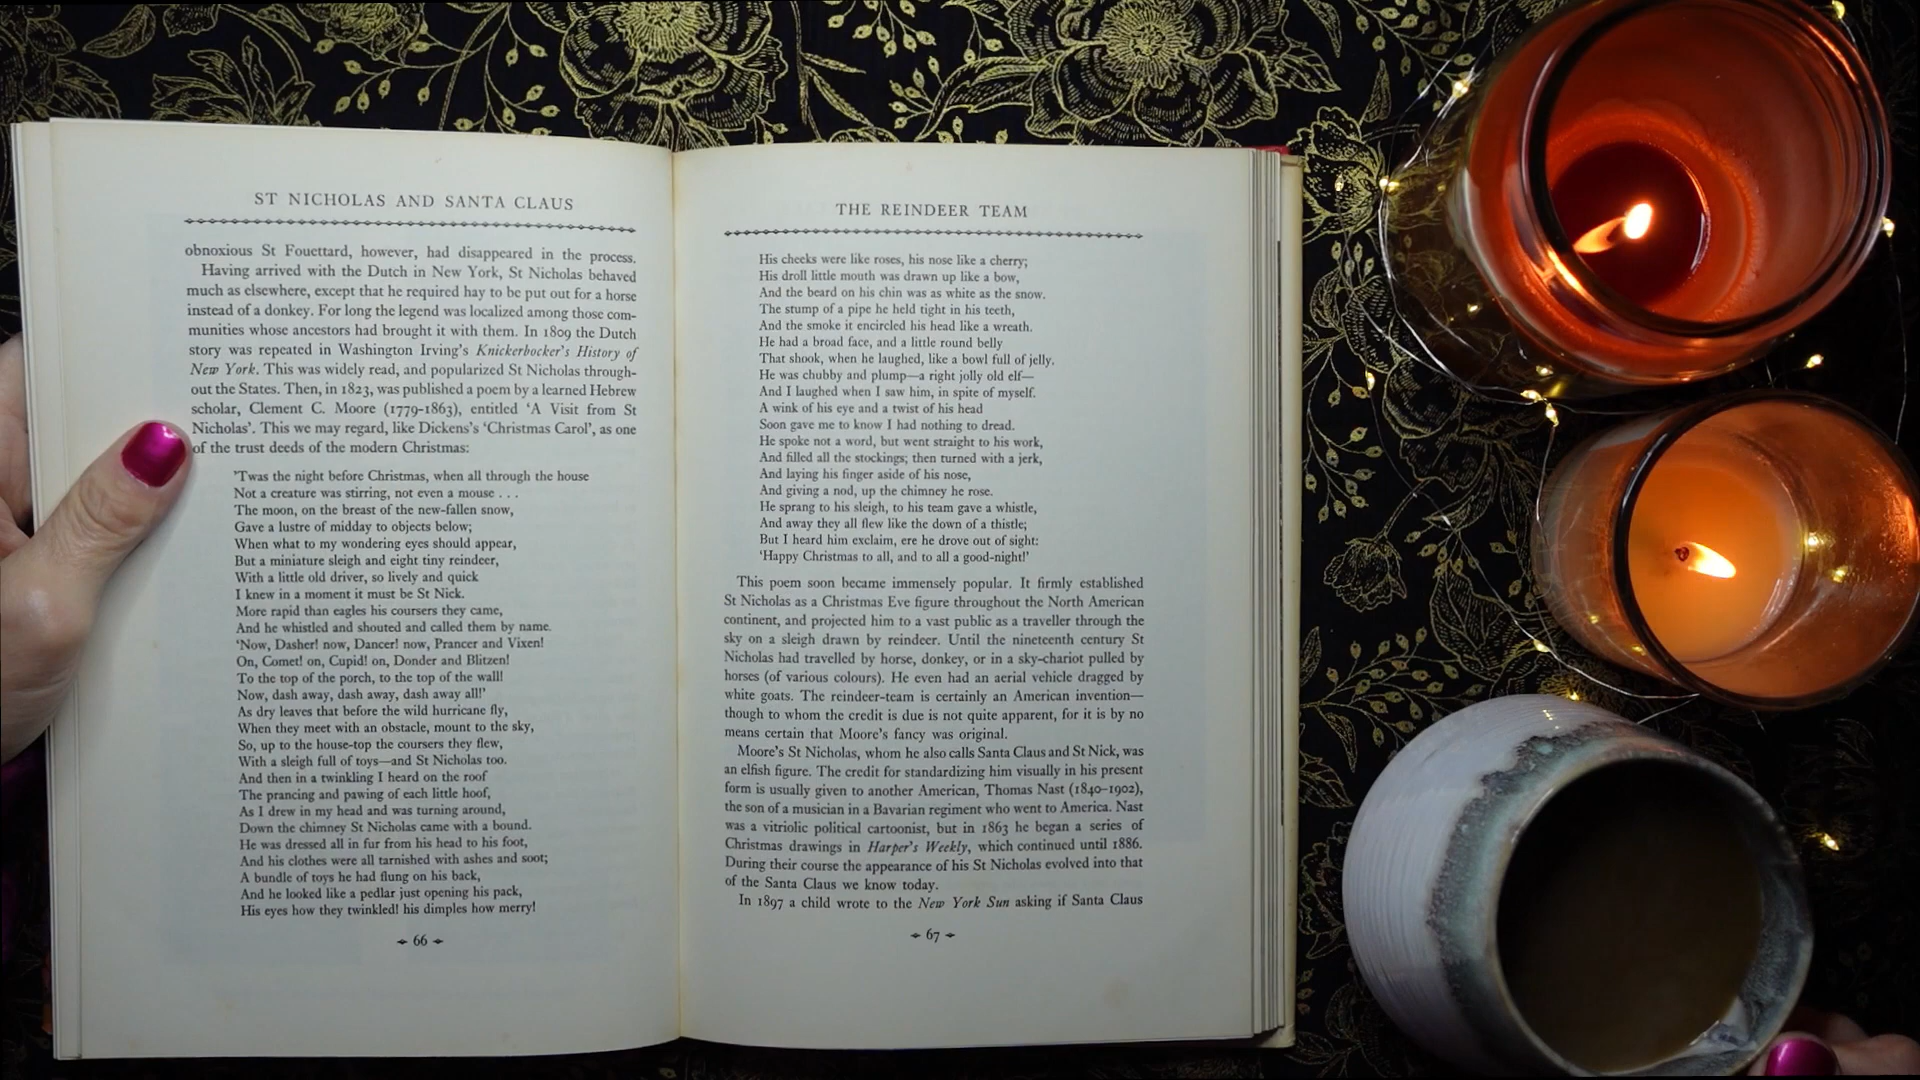 ST NICHOLAS AND SANTA CLAUS
obnoxious St Fouettard, however, had disappeared in the process.
Having arrived with the Dutch in New York, St Nicholas behaved
much as elsewhere, except that he required hay to be put out for a horse
instead of a donkey. For long the legend was localized among those com-
munities whose ancestors had brought it with them. In 1809 the Dutch
story was repeated in Washington Irving's Knickerbocker's History of
New York. This was widely read, and popularized St Nicholas through-
out the States. Then, in 1823, was published a poem by a learned Hebrew
scholar, Clement C. Moore (1779-1863), entitled 'A Visit from St
Nicholas'. This we may regard, like Dickens's 'Christmas Carol', as one
of the trust deeds of the modern Christmas:
'Twas the night before Christmas, when all through the house
Not a creature was stirring, not even a mouse . . .
The moon, on the breast of the new-fallen snow,
Gave a lustre of midday to objects below;
When what to my wondering eyes should appear,
But a miniature sleigh and eight tiny reindeer,
With a little old driver, so lively and quick
I knew in a moment it must be St Nick.
More rapid than eagles his coursers they came,
And he whistled and shouted and called them by name.
'Now, Dasher! now, Dancer! now, Prancer and Vixen!
On, Comet! on, Cupid! on, Donder and Blitzen!
To the top of the porch, to the top of the wall!
Now, dash away, dash away, dash away all!'
As dry leaves that before the wild hurricane fly,
When they meet with an obstacle, mount to the sky,
So, up to the house-top the coursers they flew,
With a sleigh full of toys—and St Nicholas too.
And then in a twinkling I heard on the roof
The prancing and pawing of each little hoof,
As I drew in my head and was turning around,
Down the chimney St Nicholas came with a bound.
He was dressed all in fur from his head to his foot,
And his clothes were all tarnished with ashes and soot;
A bundle of toys he had flung on his back,
And he looked like a pedlar just opening his pack,
His eyes how they twinkled! his dimples how merry!
66
THE REINDEER TEAM
His cheeks were like roses, his nose like a cherry;
His droll little mouth was drawn up like a bow,
And the beard on his chin was as white as the snow.
The stump of a pipe he held tight in his teeth,
And the smoke it encircled his head like a wreath.
He had a broad face, and a little round belly
That shook, when he laughed, like a bowl full of jelly.
He was chubby and plump—a right jolly old elf—
And I laughed when I saw him, in spite of myself.
A wink of his eye and a twist of his head
Soon gave me to know I had nothing to dread.
He spoke not a word, but went straight to his work,
And filled all the stockings; then turned with a jerk,
And laying his finger aside of his nose,
And giving a nod, up the chimney he rose.
He sprang to his sleigh, to his team gave a whistle,
And away they all flew like the down of a thistle;
But I heard him exclaim, ere he drove out of sight:
'Happy Christmas to all, and to all a good-night!'
This poem soon became immensely popular. It firmly established
St Nicholas as a Christmas Eve figure throughout the North American
continent, and projected him to a vast public as a traveller through the
sky on a sleigh drawn by reindeer. Until the nineteenth century St
Nicholas had travelled by horse, donkey, or in a sky-chariot pulled by
horses (of various colours). He even had an aerial vehicle dragged by
white goats. The reindeer-team is certainly an American invention—
though to whom the credit is due is not quite apparent, for it is by no
means certain that Moore's fancy was original.
Moore's St Nicholas, whom he also calls Santa Claus and St Nick, was
an elfish figure. The credit for standardizing him visually in his present
form is usually given to another American, Thomas Nast (1840-1902),
the son of a musician in a Bavarian regiment who went to America. Nast
was a vitriolic political cartoonist, but in 1863 he began a series of
Christmas drawings in Harper's Weekly, which continued until 1886.
During their course the appearance of his St Nicholas evolved into that
of the Santa Claus we know today.
In 1897 a child wrote to the New York Sun asking if Santa Claus
67